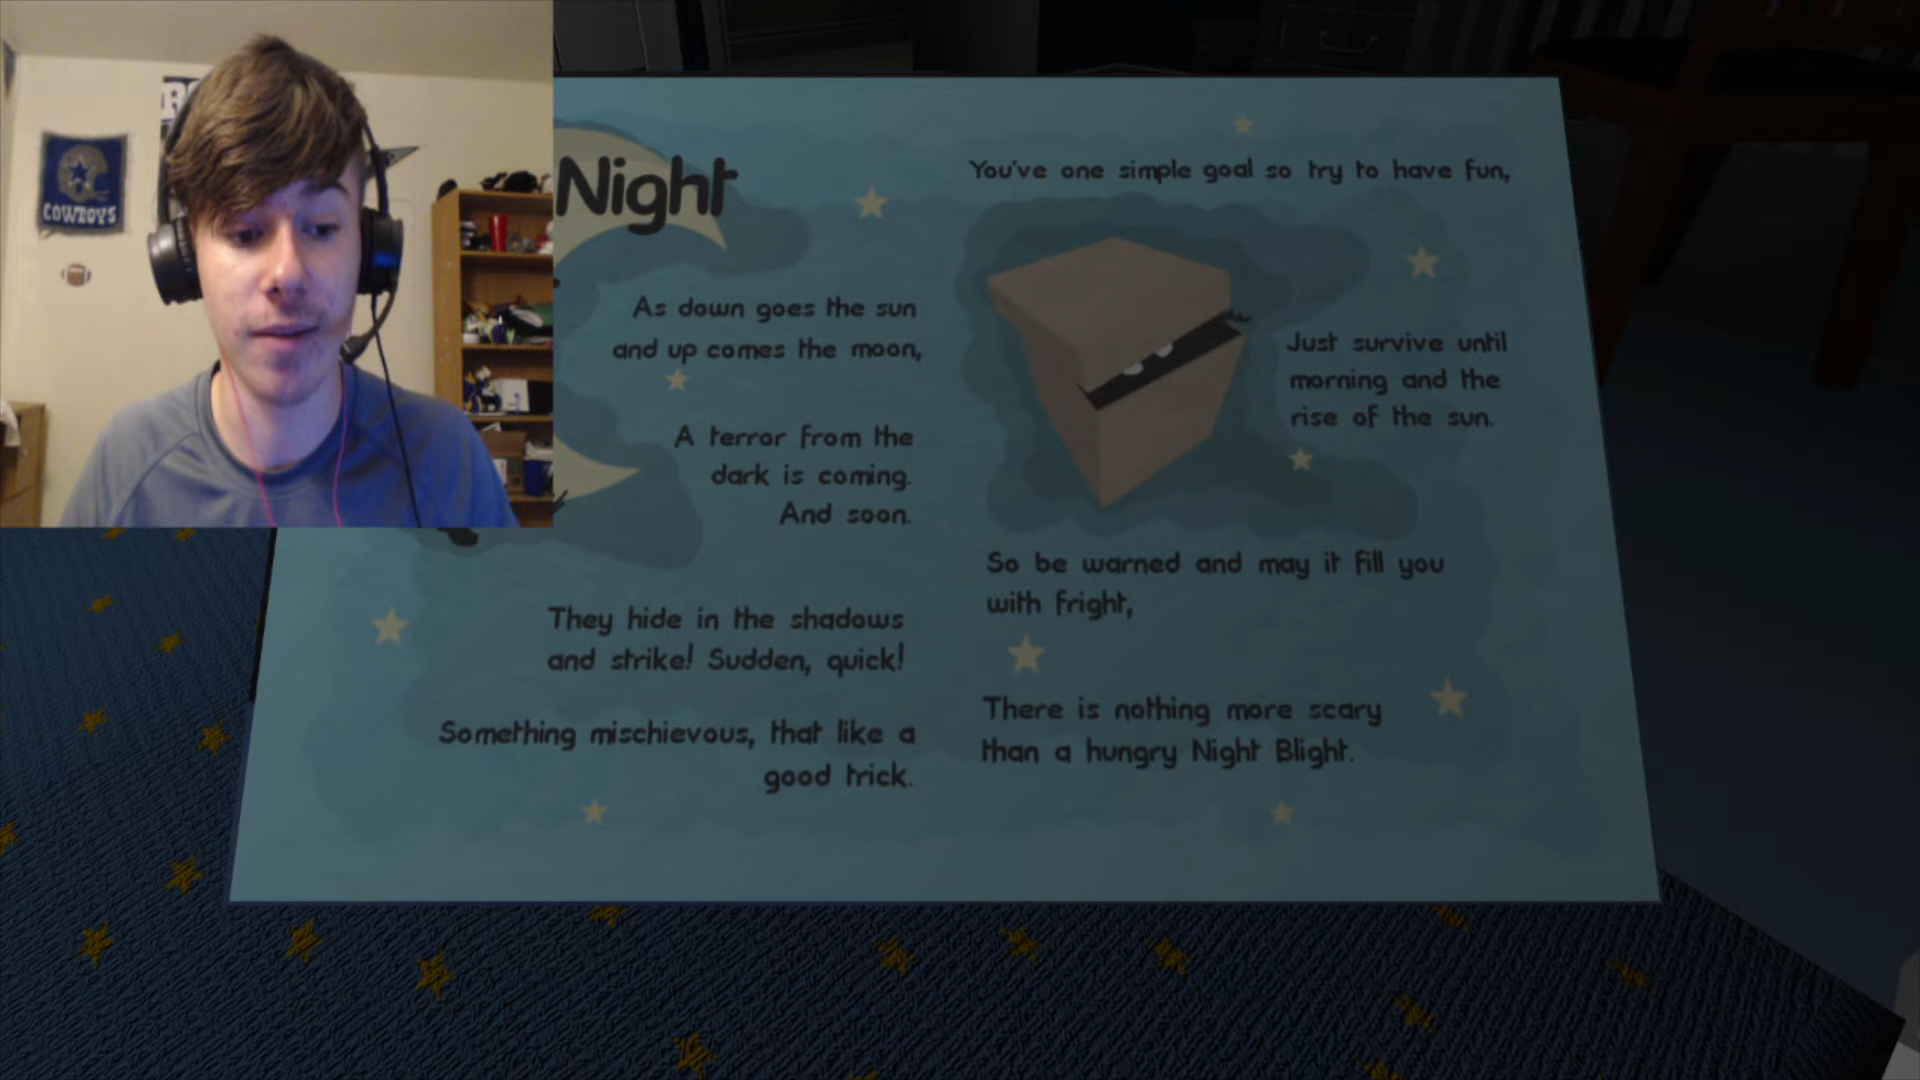 COWBOYS
Night
As down goes the sun
and up comes the moon,
A terror from the
dark is coming.
And soon.
They hide in the shadows
and strike! Sudden, quick!
Something mischievous, that like a
good trick.
You've one simple goal so try to have fun,
Just survive until
morning and the
rise of the sun.
So be warned and may it fill you
with fright,
There is nothing more scary
than a hungry Night Blight.